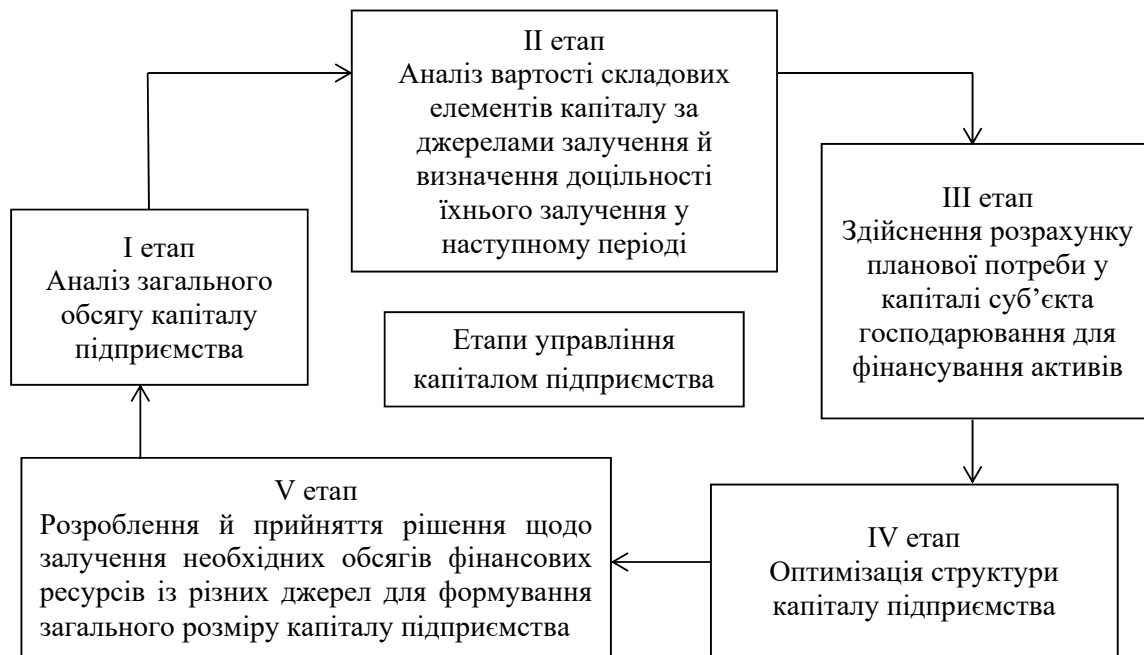 І етап
Аналіз загального
обсягу капіталу
підприємства
ІІ етап
Аналіз вартості складових
елементів капіталу за
джерелами залучення й
визначення доцільності
їхнього залучення у
наступному періоді
ІІІ етап
Здійснення розрахунку
планової потреби у
капіталі суб’єкта
господарювання для
фінансування активів
Етапи управління
капіталом підприємства
IV етап
Оптимізація структури
капіталу підприємства
V етап
Розроблення й прийняття рішення щодо
залучення необхідних обсягів фінансових
ресурсів із різних джерел для формування
загального розміру капіталу підприємства